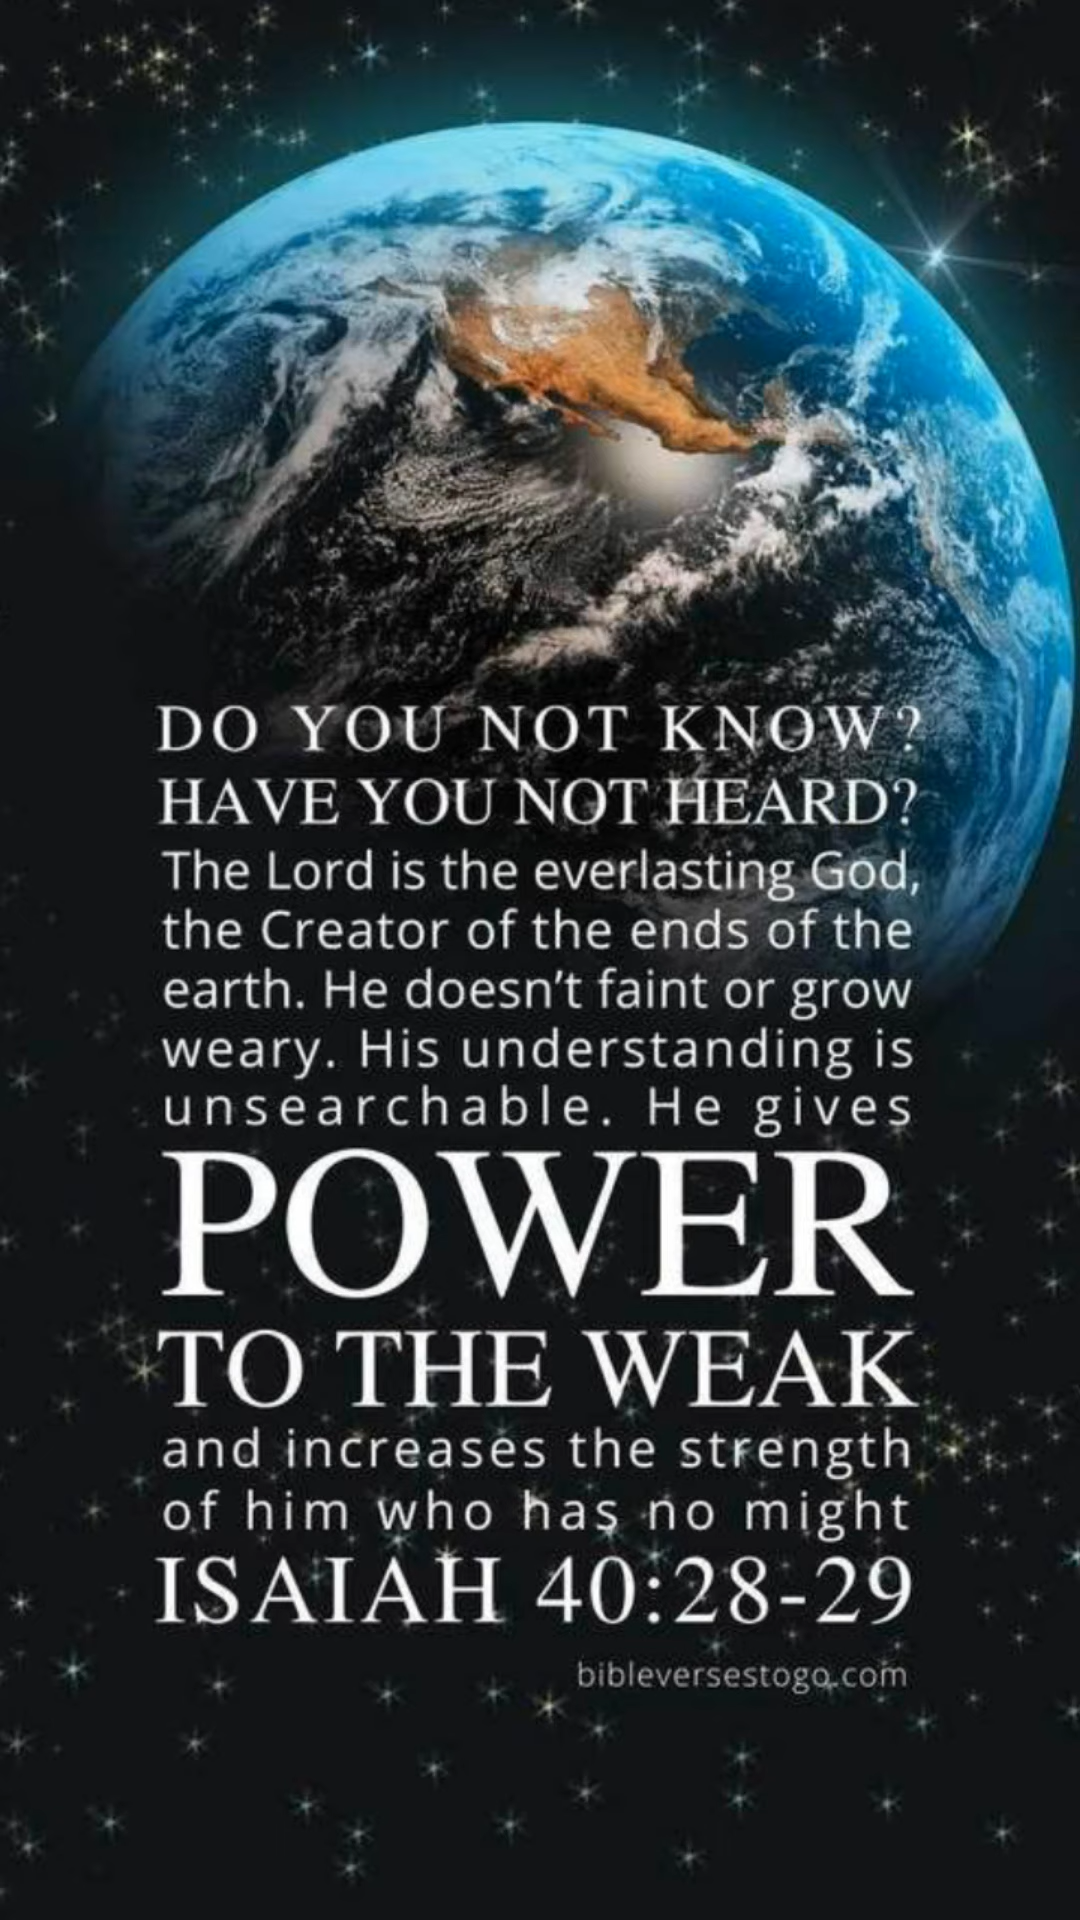 DO YOU NOT KNOW?
HAVE YOU NOT HEARD?
The Lord is the everlasting God,
the Creator of the ends of the
earth. He doesn’t faint or grow
weary. His understanding is
unsearchable. He gives
POWER
TO THE WEAK
and increases the strength
of him who has no might
ISAIAH 40:28-29
bibleversestogo.com